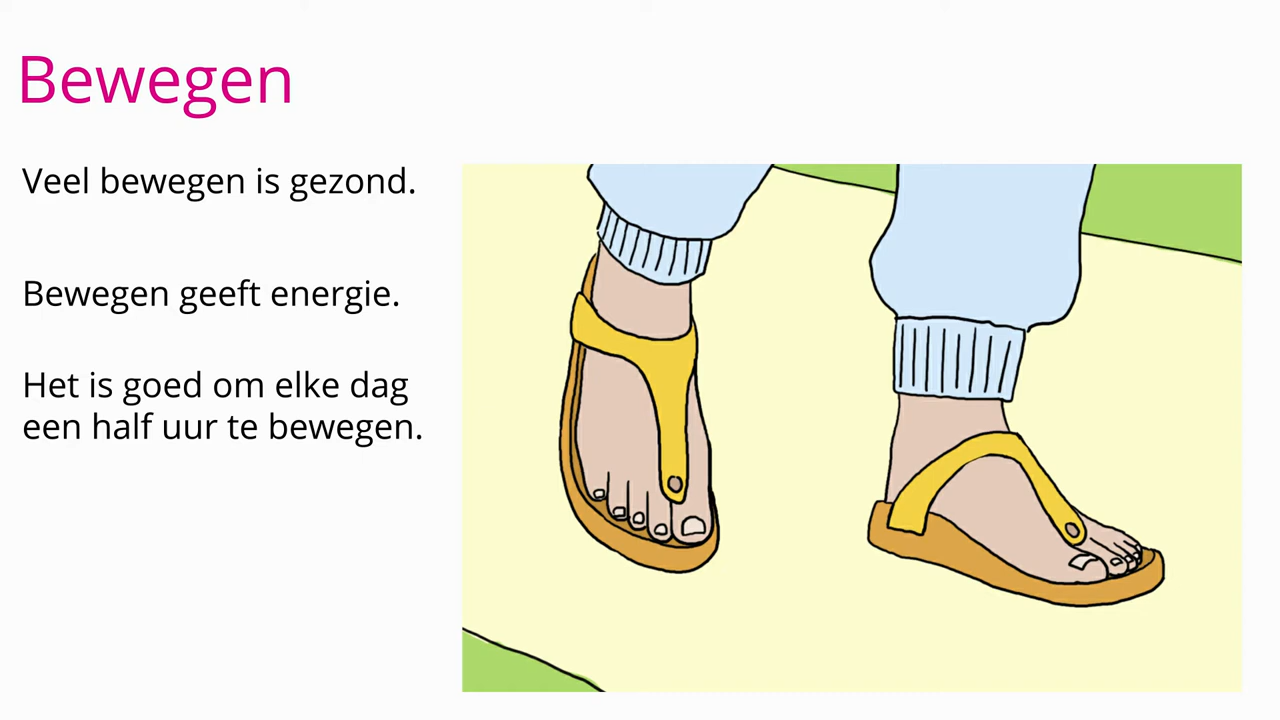 Bewegen
Veel bewegen is gezond.
Bewegen geeft energie.
Het is goed om elke dag
een half uur te bewegen.